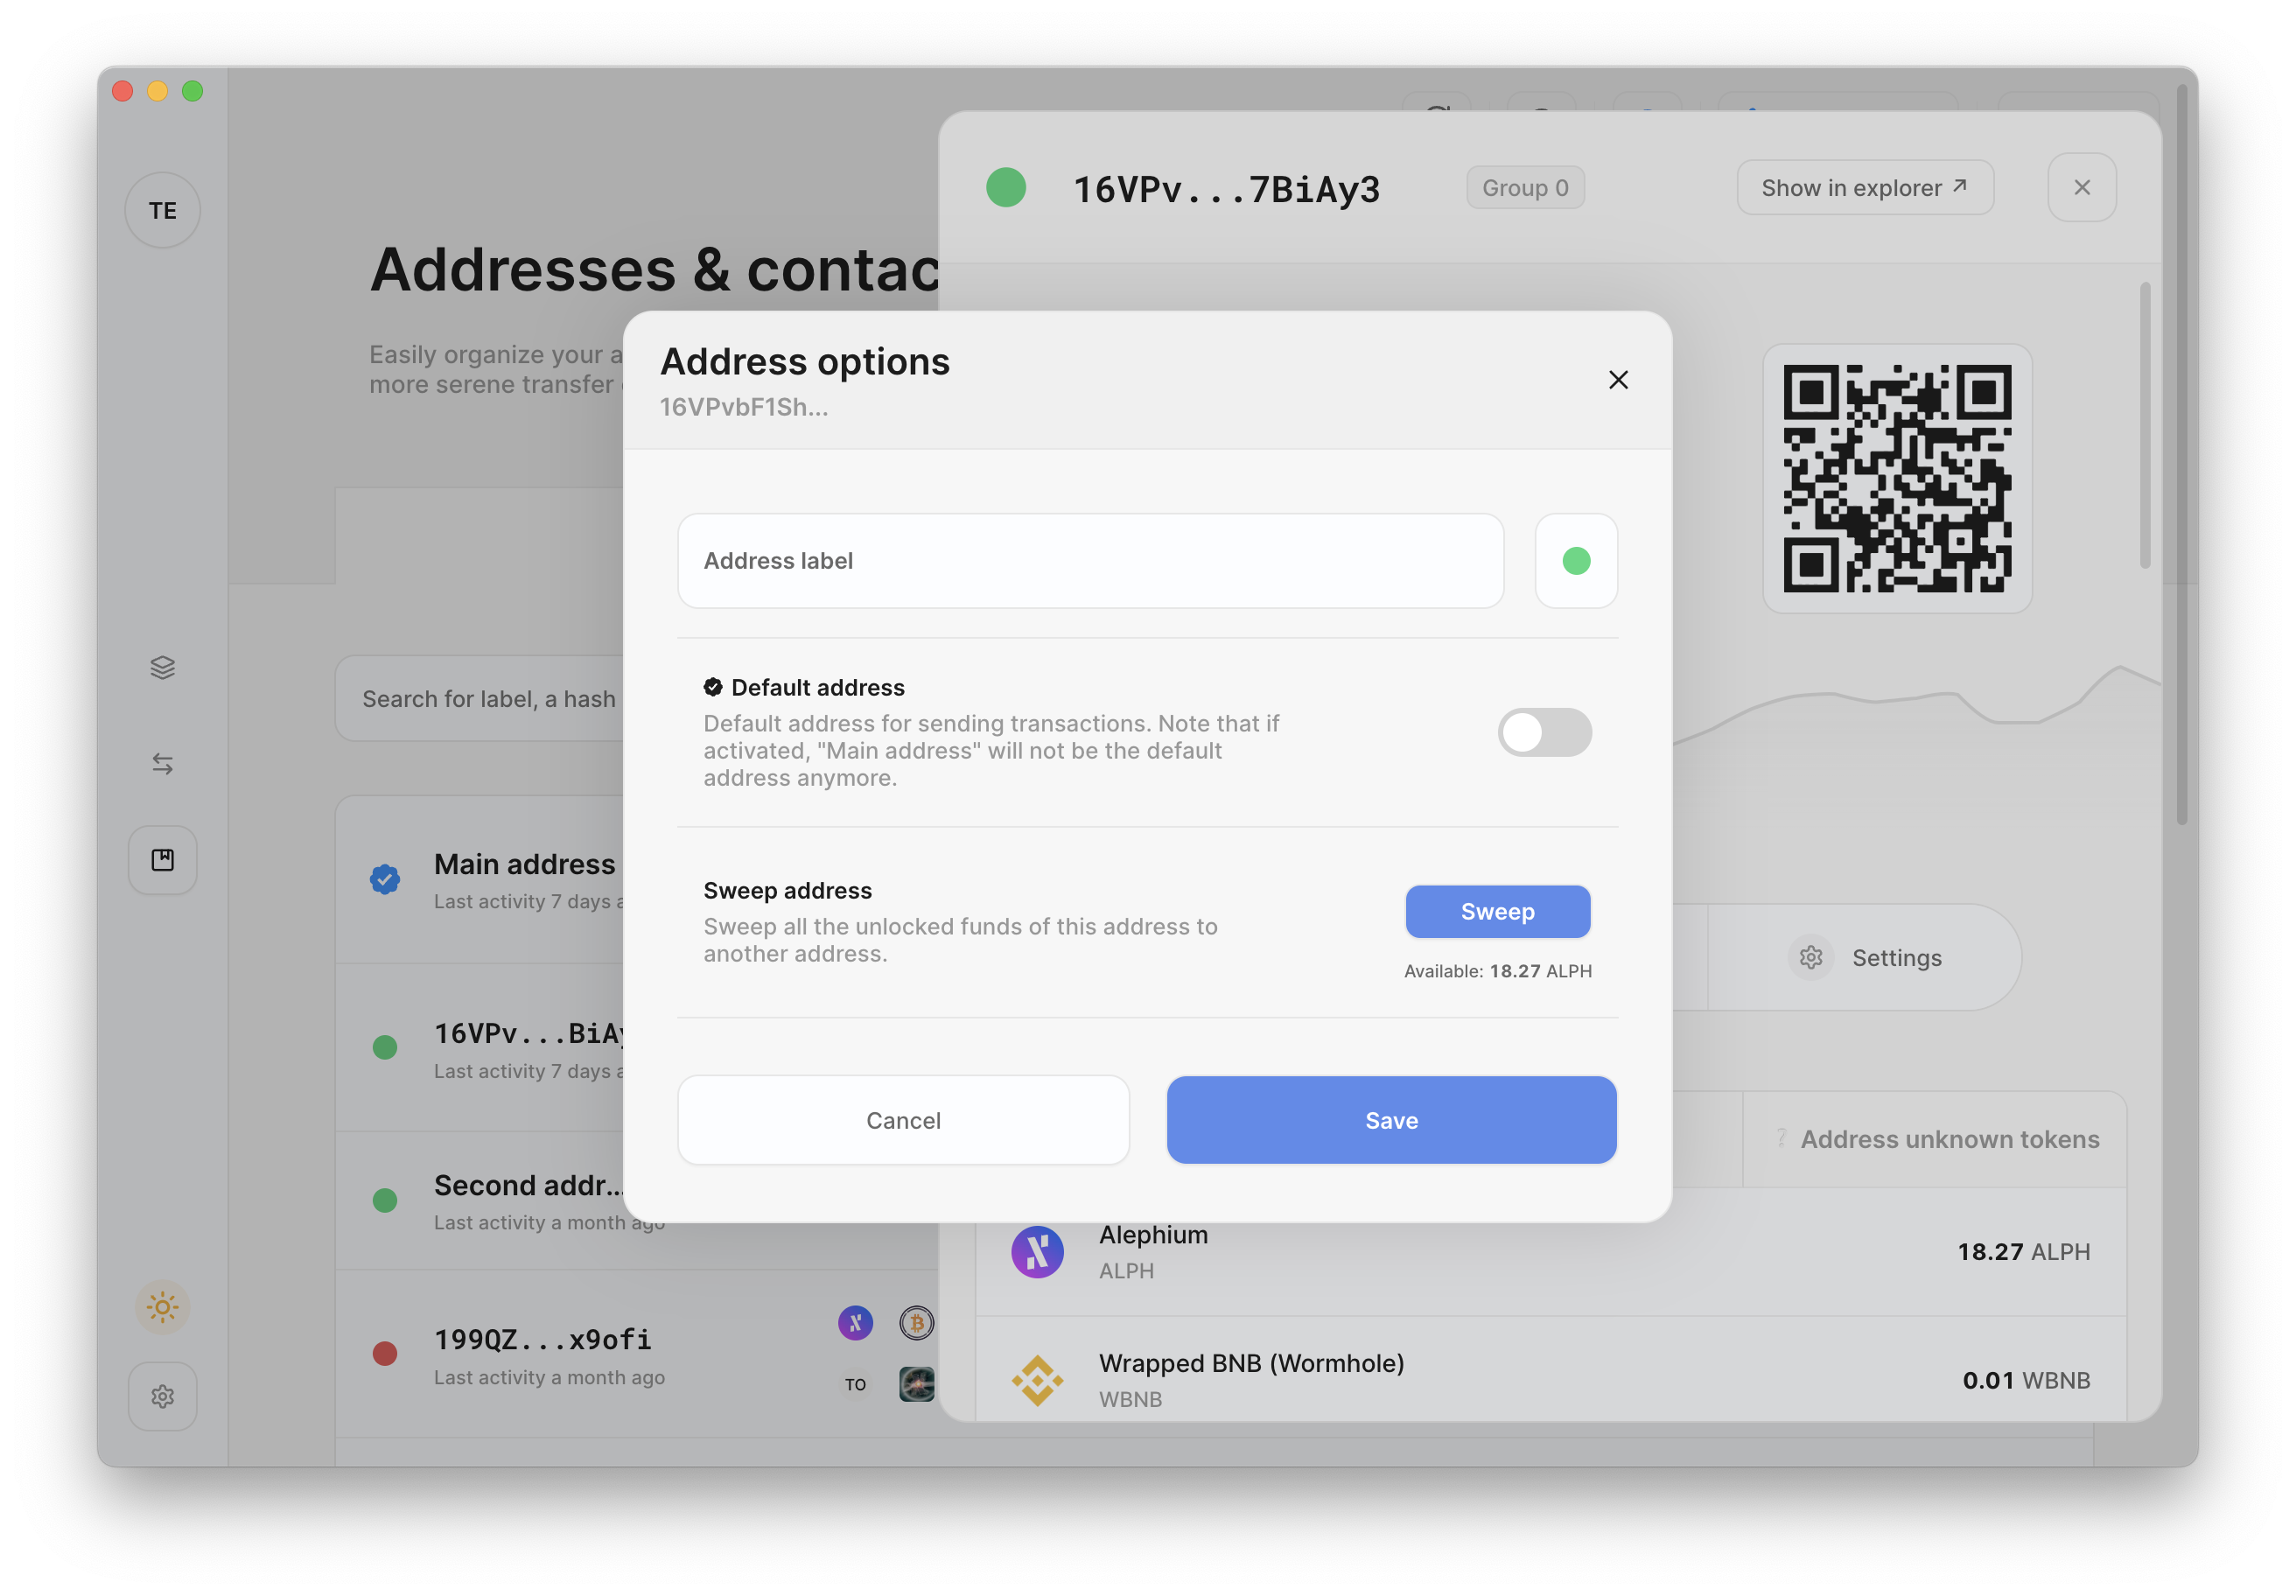 TE
Addresses & contac
Easily organize your a
more serene transfer
Search for label, a hash
Main address
Last activity 7 days a
16VPv...BiAy
Last activity 7 days a
Second addr...
Last activity a month ago
199QZ...x9ofi
Last activity a month ago
TO
16VPv...7BiAy3
Group 0
Show in explorer
Settings
Address unknown tokens
Alephium
ALPH
18.27 ALPH
Wrapped BNB (Wormhole)
WBNB
0.01 WBNB
Address options
16VPvbF1Sh...
Address label
Default address
Default address for sending transactions. Note that if
activated, "Main address" will not be the default
address anymore.
Sweep address
Sweep all the unlocked funds of this address to
another address.
Sweep
Available: 18.27 ALPH
Cancel
Save